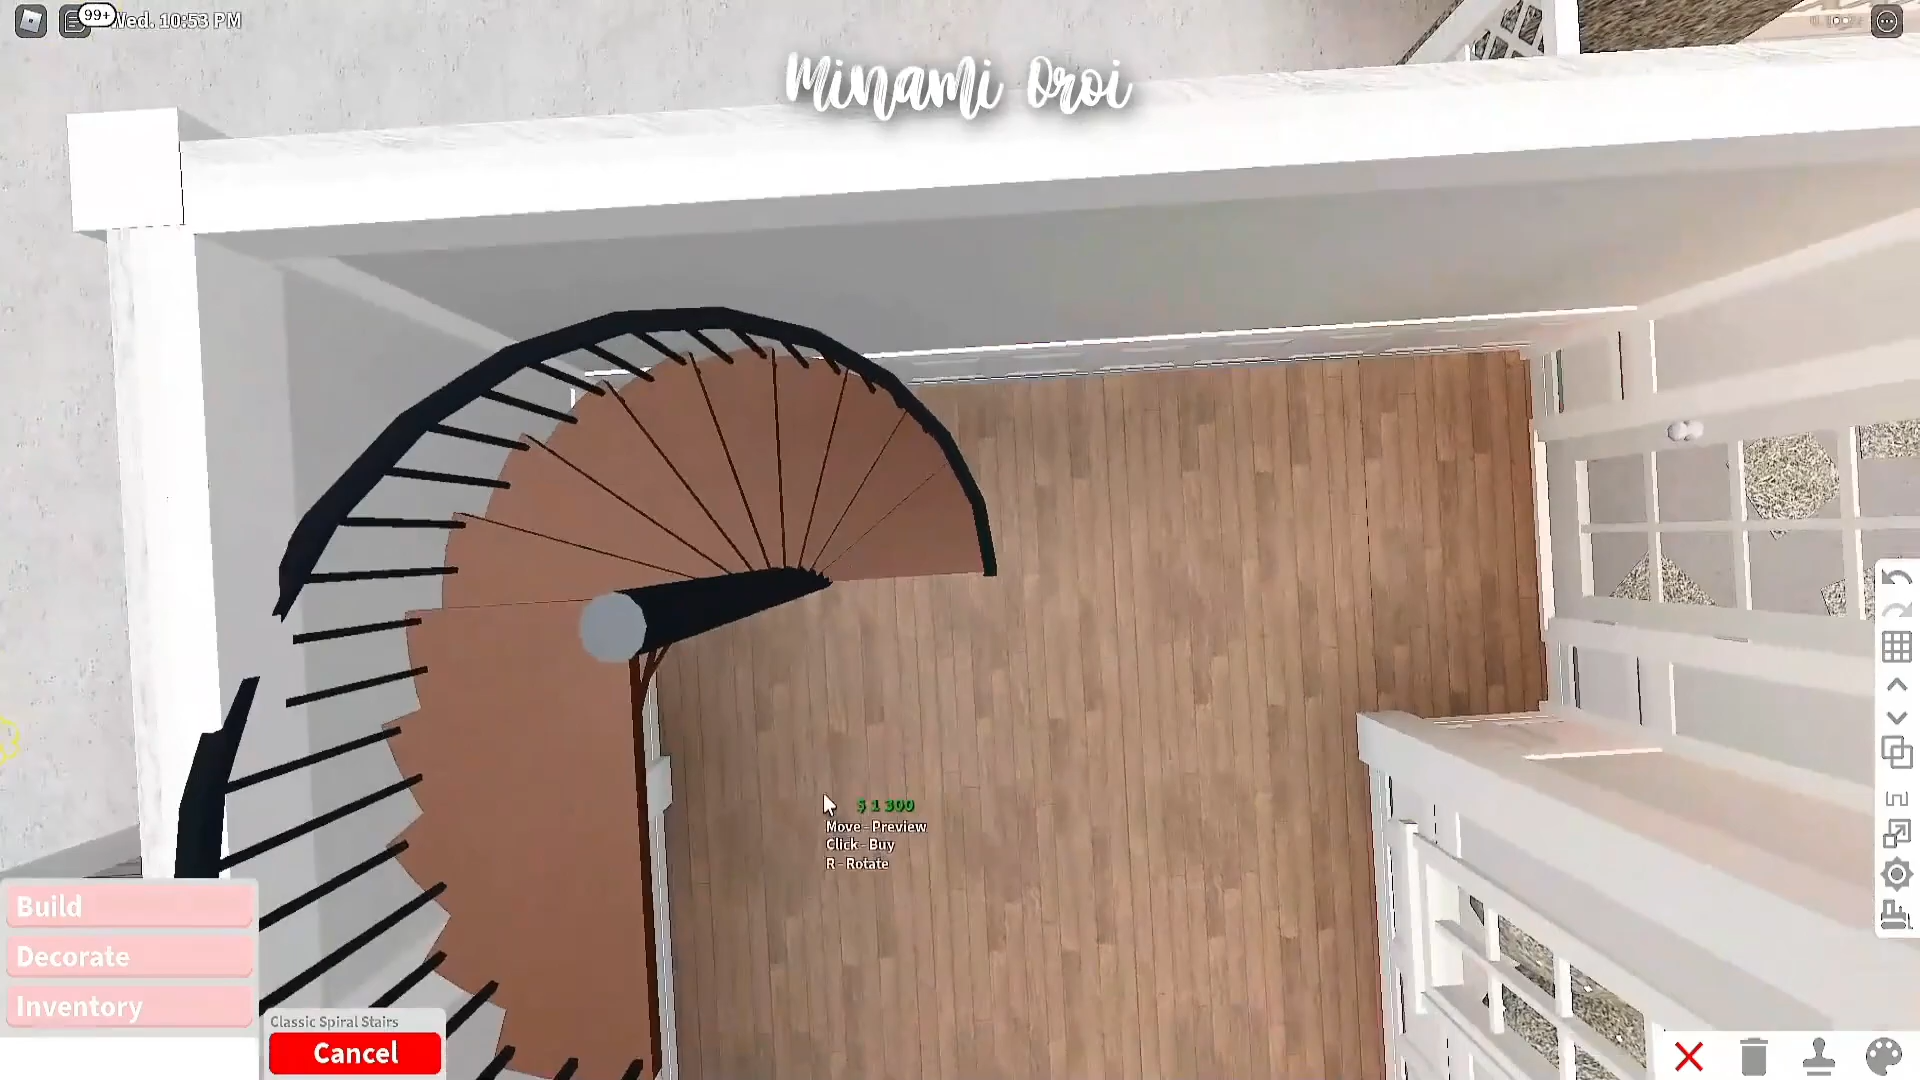 99+
Wed. 10:53 PM
Minami Oroi
$ 1 300
Move - Preview
Click - Buy
R - Rotate
Build
Decorate
Inventory
Classic Spiral Stairs
Cancel